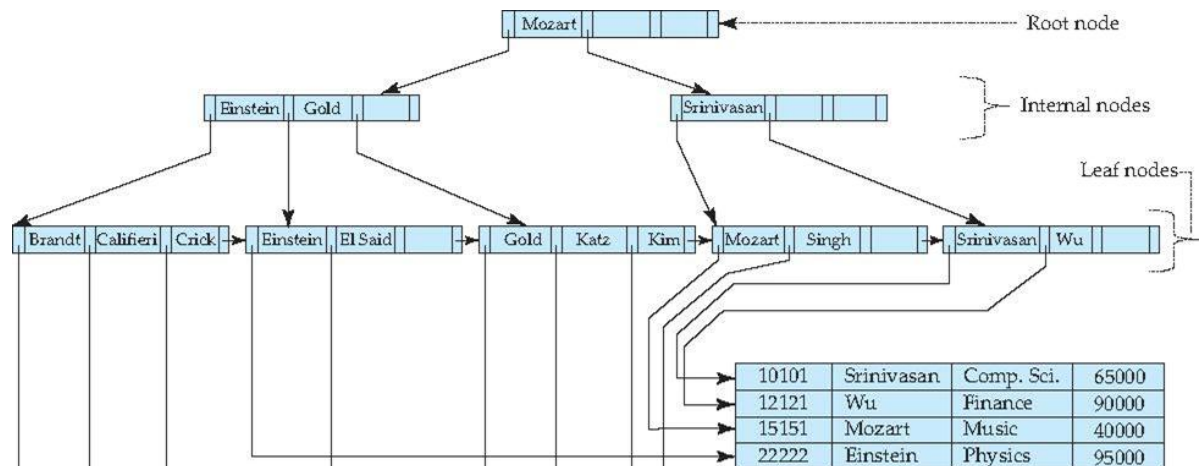 Mozart
Root node
Einstein Gold
Srinivasan
Internal nodes
Leaf nodes
Brandt Califieri Crick
Einstein El Said
Gold Katz Kim
Mozart Singh
Srinivasan Wu
10101 Srinivasan Comp. Sci. 65000
12121 Wu Finance 90000
15151 Mozart Music 40000
22222 Einstein Physics 95000